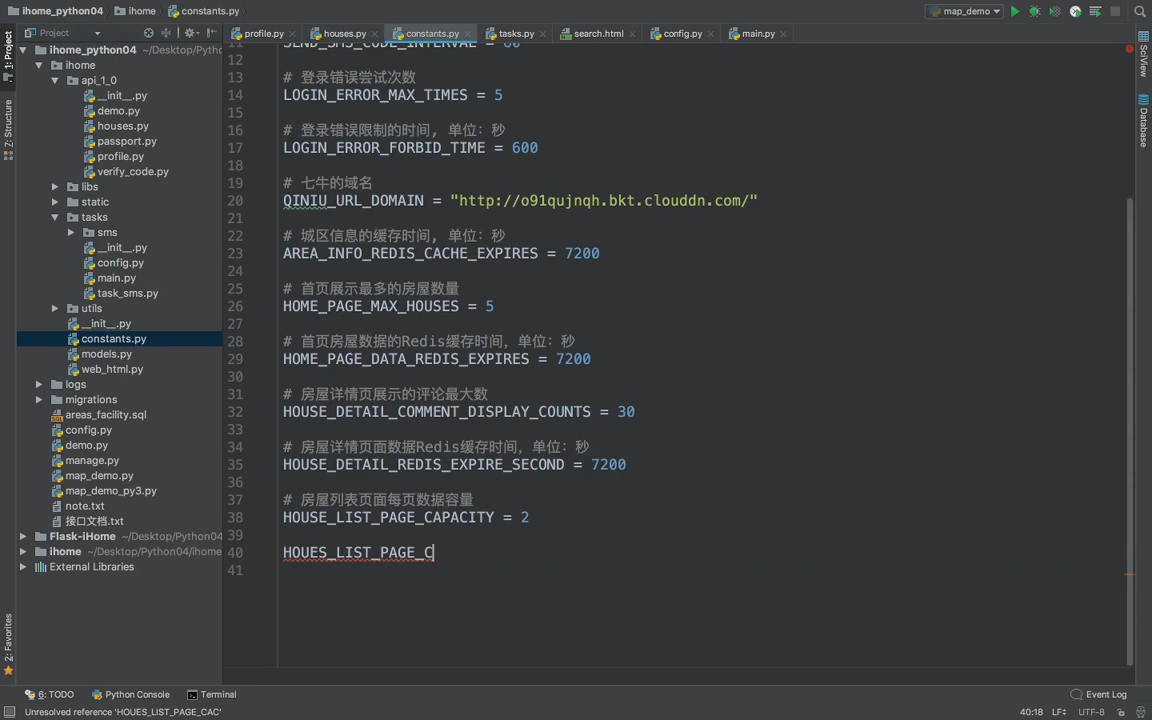 ihome_python04
ihome
constants.py
map_demo
Project
profile.py
houses.py
constants.py
tasks.py
search.html
config.py
main.py
1: Project
Z: Structure
2: Favorites
SciView
Database
ihome_python04 ~/Desktop/Pytho
ihome
api_1_0
__init__.py
demo.py
houses.py
passport.py
profile.py
verify_code.py
libs
static
tasks
sms
__init__.py
config.py
main.py
task_sms.py
utils
__init__.py
constants.py
models.py
web_html.py
logs
migrations
areas_facility.sql
config.py
demo.py
manage.py
map_demo.py
map_demo_py3.py
note.txt
接口文档.txt
Flask-iHome ~/Desktop/Python0
ihome ~/Desktop/Python04/ihome
External Libraries
SEND_SMS_CODE_INTERVAL = 60
12
13 # 登录错误尝试次数
14 LOGIN_ERROR_MAX_TIMES = 5
15
16 # 登录错误限制的时间, 单位: 秒
17 LOGIN_ERROR_FORBID_TIME = 600
18
19 # 七牛的域名
20 QINIU_URL_DOMAIN = "http://o91qujnqh.bkt.clouddn.com/"
21
22 # 城区信息的缓存时间, 单位: 秒
23 AREA_INFO_REDIS_CACHE_EXPIRES = 7200
24
25 # 首页展示最多的房屋数量
26 HOME_PAGE_MAX_HOUSES = 5
27
28 # 首页房屋数据的Redis缓存时间，单位：秒
29 HOME_PAGE_DATA_REDIS_EXPIRES = 7200
30
31 # 房屋详情页展示的评论最大数
32 HOUSE_DETAIL_COMMENT_DISPLAY_COUNTS = 30
33
34 # 房屋详情页面数据Redis缓存时间，单位：秒
35 HOUSE_DETAIL_REDIS_EXPIRE_SECOND = 7200
36
37 # 房屋列表页面每页数据容量
38 HOUSE_LIST_PAGE_CAPACITY = 2
39
40 HOUES_LIST_PAGE_C
41
6: TODO
Python Console
Terminal
Event Log
Unresolved reference 'HOUES_LIST_PAGE_CAC'
40:18
LF
UTF-8